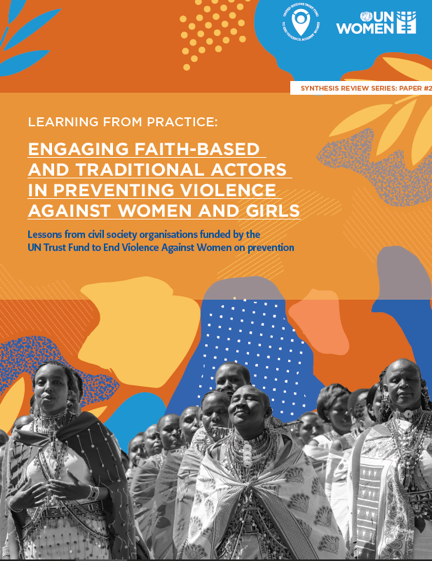 UN
WOMEN
SYNTHESIS REVIEW SERIES: PAPER #2
LEARNING FROM PRACTICE:
ENGAGING FAITH-BASED
AND TRADITIONAL ACTORS
IN PREVENTING VIOLENCE
AGAINST WOMEN AND GIRLS
Lessons from civil society organisations funded by the
UN Trust Fund to End Violence Against Women on prevention